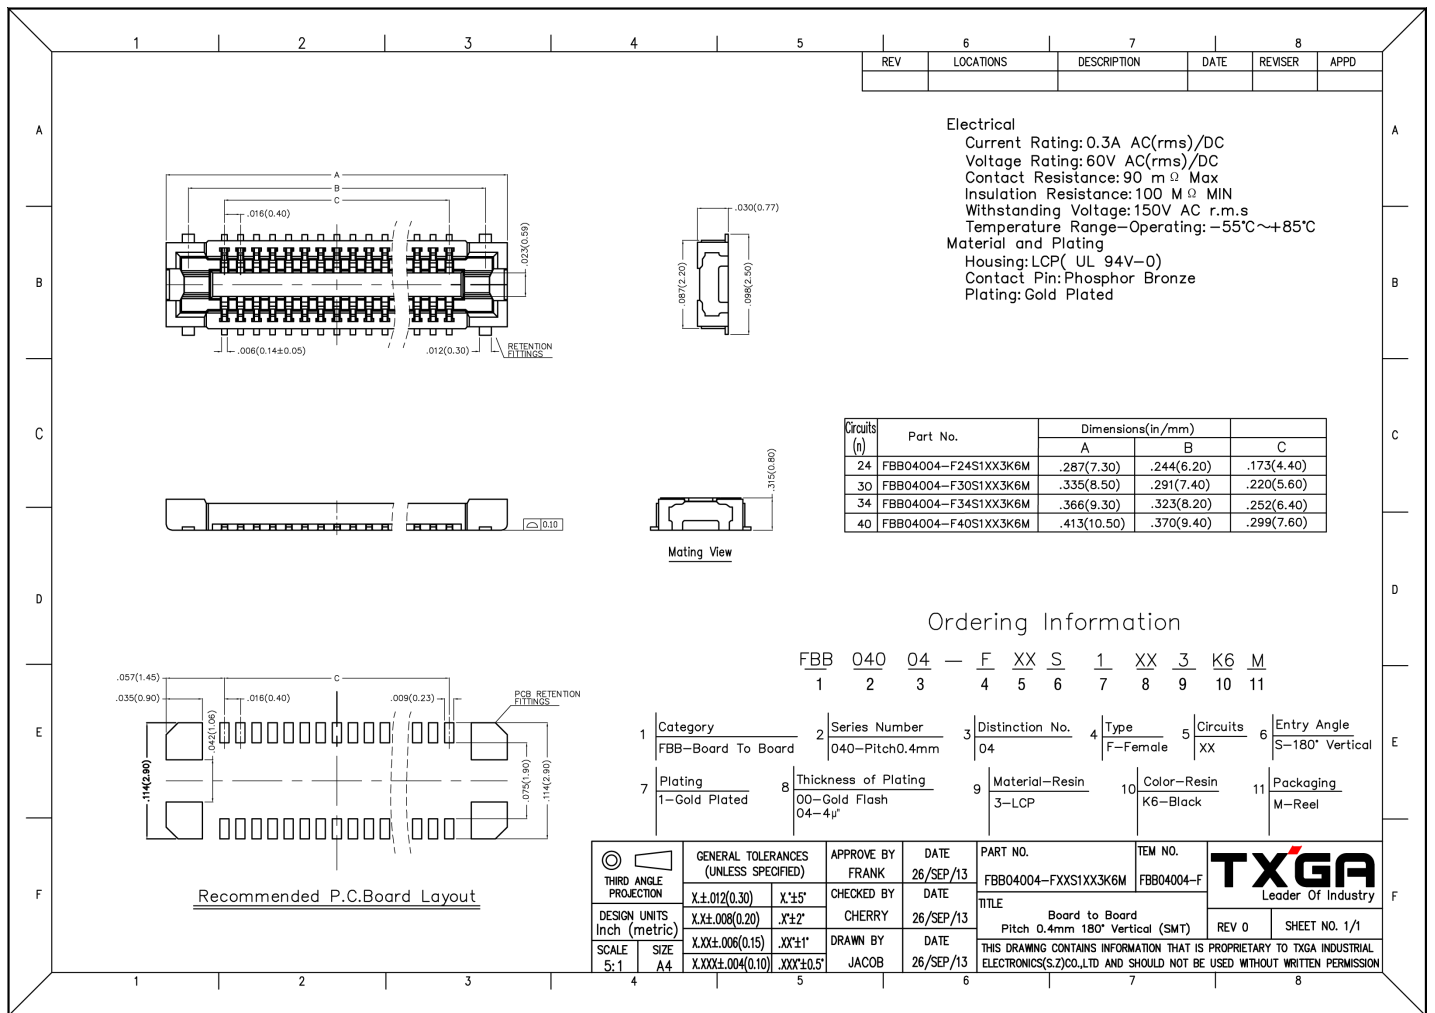 1 2 3 4 5 6 7 8
REV LOCATIONS DESCRIPTION DATE REVISER APPD
A A
Electrical
Current Rating: 0.3A AC(rms)/DC
Voltage Rating: 60V AC(rms)/DC
Contact Resistance: 90 mΩ Max
Insulation Resistance: 100 MΩ MIN
Withstanding Voltage: 150V AC r.m.s
Temperature Range-Operating: -55°C~+85°C
Material and Plating
Housing: LCP( UL 94V-0)
Contact Pin: Phosphor Bronze
Plating: Gold Plated
A
B
C
.016(0.40)
.023(0.59)
.006(0.14±0.05)
.012(0.30)
RETENTION
FITTINGS
.030(0.77)
.087(2.20)
.098(2.50)
B B
C C
Circuits
(n)
Part No.
Dimensions(in/mm)
A B C
24 FBB04004-F24S1XX3K6M .287(7.30) .244(6.20) .173(4.40)
30 FBB04004-F30S1XX3K6M .335(8.50) .291(7.40) .220(5.60)
34 FBB04004-F34S1XX3K6M .366(9.30) .323(8.20) .252(6.40)
40 FBB04004-F40S1XX3K6M .413(10.50) .370(9.40) .299(7.60)
0.10
.315(0.80)
Mating View
D D
Ordering Information
FBB 040 04 — F XX S 1 XX 3 K6 M
1 2 3 4 5 6 7 8 9 10 11
1 Category
FBB-Board To Board
2 Series Number
040-Pitch0.4mm
3 Distinction No.
04
4 Type
F-Female
5 Circuits
XX
6 Entry Angle
S-180° Vertical
7 Plating
1-Gold Plated
8 Thickness of Plating
00-Gold Flash
04-4μ"
9 Material-Resin
3-LCP
10 Color-Resin
K6-Black
11 Packaging
M-Reel
E E
.057(1.45)
C
.035(0.90)
.016(0.40)
.009(0.23)
PCB RETENTION
FITTINGS
.042(1.06)
.114(2.90)
.075(1.90)
.114(2.90)
Recommended P.C.Board Layout
F F
THIRD ANGLE
PROJECTION
DESIGN UNITS
Inch (metric)
SCALE SIZE
5:1 A4
GENERAL TOLERANCES
(UNLESS SPECIFIED)
X.±.012(0.30) X.°±5°
X.X±.008(0.20) .X°±2°
X.XX±.006(0.15) .XX°±1°
X.XXX±.004(0.10) .XXX°±0.5°
APPROVE BY DATE
FRANK 26/SEP/13
CHECKED BY DATE
CHERRY 26/SEP/13
DRAWN BY DATE
JACOB 26/SEP/13
PART NO.
FBB04004-FXXS1XX3K6M
TEM NO.
FBB04004-F
TXGA
Leader Of Industry
TITLE
Board to Board
Pitch 0.4mm 180° Vertical (SMT)
REV 0 SHEET NO. 1/1
THIS DRAWING CONTAINS INFORMATION THAT IS PROPRIETARY TO TXGA INDUSTRIAL
ELECTRONICS(S.Z)CO.,LTD AND SHOULD NOT BE USED WITHOUT WRITTEN PERMISSION
1 2 3 4 5 6 7 8